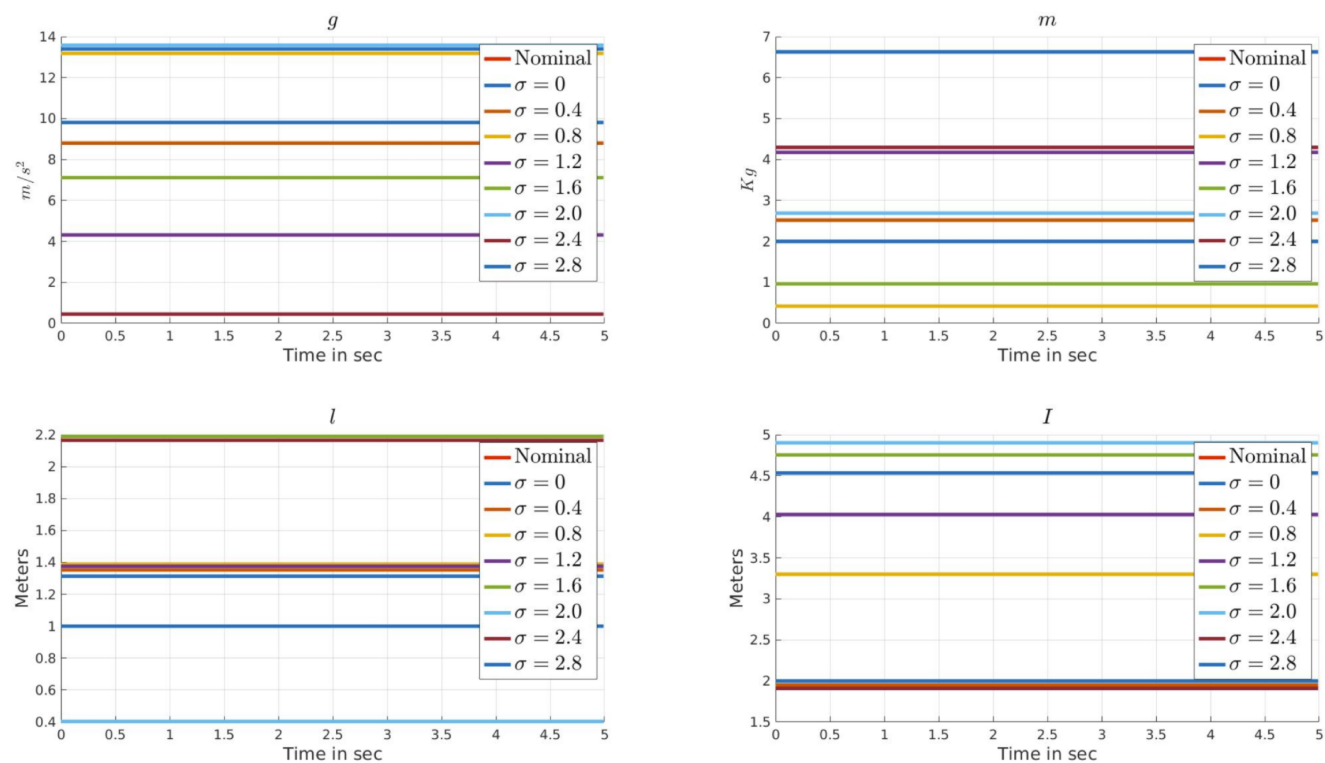 g
14
12
10
8
6
4
2
0
m/s²
0 0.5 1 1.5 2 2.5 3 3.5 4 4.5 5
Time in sec
Nominal
σ = 0
σ = 0.4
σ = 0.8
σ = 1.2
σ = 1.6
σ = 2.0
σ = 2.4
σ = 2.8
m
7
6
5
4
3
2
1
0
Kg
0 0.5 1 1.5 2 2.5 3 3.5 4 4.5 5
Time in sec
Nominal
σ = 0
σ = 0.4
σ = 0.8
σ = 1.2
σ = 1.6
σ = 2.0
σ = 2.4
σ = 2.8
l
2.2
2
1.8
1.6
1.4
1.2
1
0.8
0.6
0.4
Meters
0 0.5 1 1.5 2 2.5 3 3.5 4 4.5 5
Time in sec
Nominal
σ = 0
σ = 0.4
σ = 0.8
σ = 1.2
σ = 1.6
σ = 2.0
σ = 2.4
σ = 2.8
I
5
4.5
4
3.5
3
2.5
2
1.5
Meters
0 0.5 1 1.5 2 2.5 3 3.5 4 4.5 5
Time in sec
Nominal
σ = 0
σ = 0.4
σ = 0.8
σ = 1.2
σ = 1.6
σ = 2.0
σ = 2.4
σ = 2.8